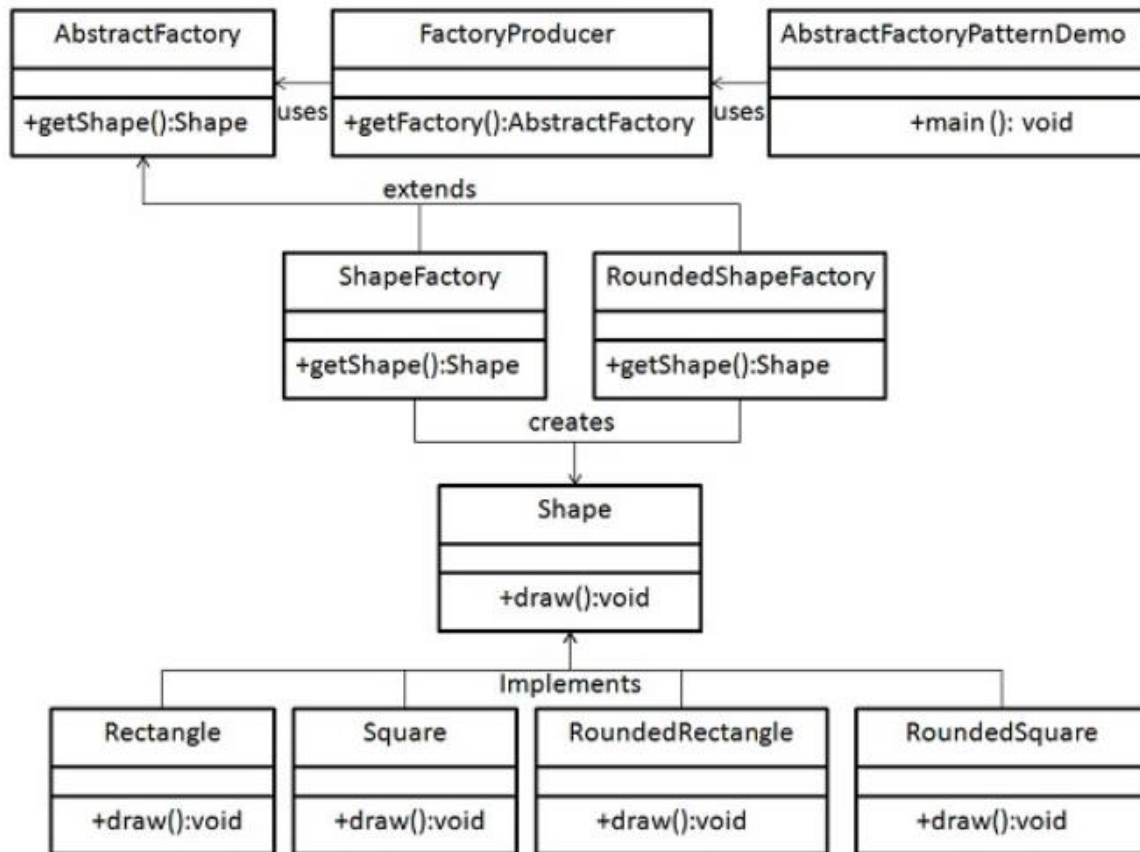 AbstractFactory
FactoryProducer
AbstractFactoryPatternDemo
+getShape():Shape
uses
+getFactory():AbstractFactory
uses
+main (): void
extends
ShapeFactory
RoundedShapeFactory
+getShape():Shape
+getShape():Shape
creates
Shape
+draw():void
Implements
Rectangle
Square
RoundedRectangle
RoundedSquare
+draw():void
+draw():void
+draw():void
+draw():void